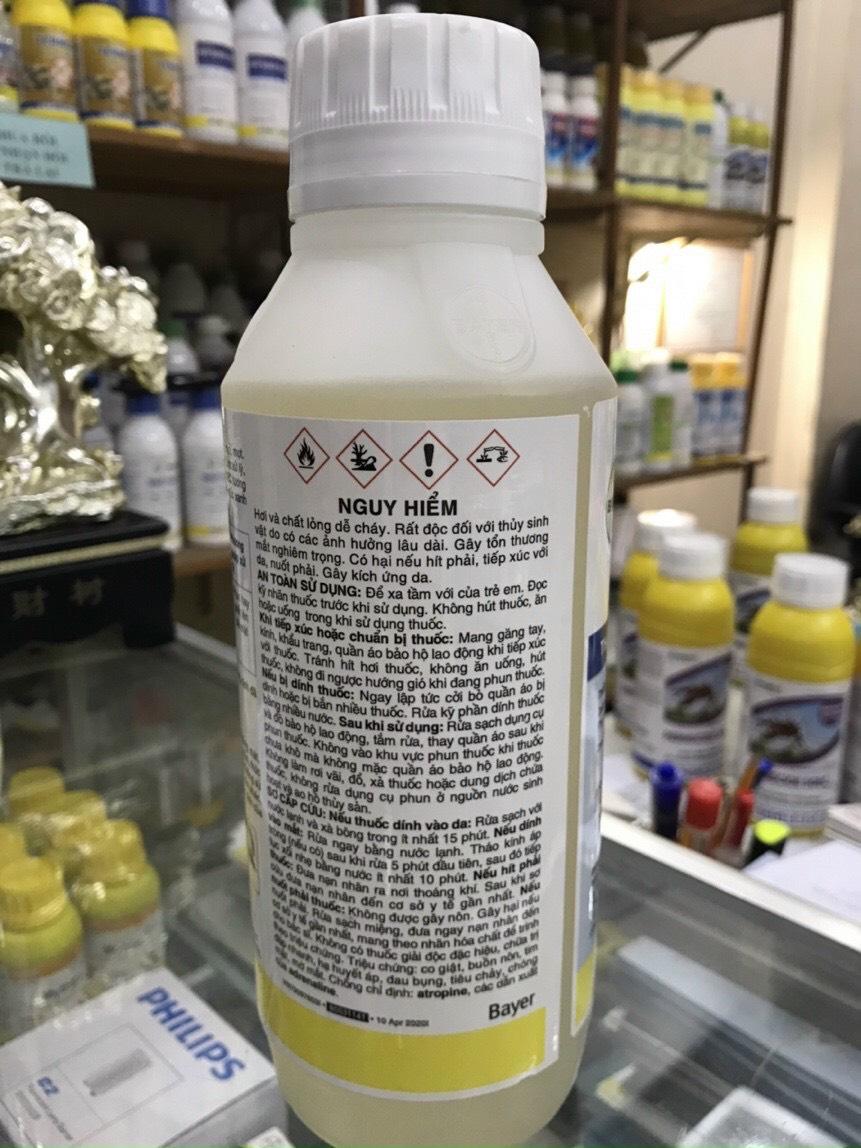 NGUY HIỂM
Hơi và chất lỏng dễ cháy. Rất độc đối với thủy sinh
vật do có các ảnh hưởng lâu dài. Gây tổn thương
mắt nghiêm trọng. Có hại nếu hít phải, tiếp xúc với
da, nuốt phải. Gây kích ứng da.
AN TOÀN SỬ DỤNG: Để xa tầm với của trẻ em. Đọc
kỹ nhãn thuốc trước khi sử dụng. Không hút thuốc, ăn
hoặc uống trong khi sử dụng thuốc.
Khi tiếp xúc hoặc chuẩn bị thuốc: Mang găng tay,
kính, khẩu trang, quần áo bảo hộ lao động khi tiếp xúc
với thuốc. Tránh hít hơi thuốc, không ăn uống, hút
thuốc, không đi ngược hướng gió khi đang phun thuốc.
Nếu bị dính thuốc: Ngay lập tức cởi bỏ quần áo bị
dính hoặc bị bắn nhiều thuốc. Rửa kỹ phần dính thuốc
bằng nhiều nước. Sau khi sử dụng: Rửa sạch dụng cụ
và đồ bảo hộ lao động, tắm rửa, thay quần áo sau khi
phun thuốc. Không vào khu vực phun thuốc khi thuốc
chưa khô mà không mặc quần áo bảo hộ lao động.
Không làm rơi vãi, đổ, xả thuốc hoặc dung dịch chứa
thuốc, không rửa dụng cụ phun ở nguồn nước sinh
hoạt và ao hồ thủy sản.
SƠ CẤP CỨU: Nếu thuốc dính vào da: Rửa sạch với
nước lạnh và xà bông trong ít nhất 15 phút. Nếu dính
vào mắt: Rửa ngay bằng nước lạnh. Tháo kính áp
tròng (nếu có) sau khi rửa 5 phút đầu tiên, sau đó tiếp
tục xối nhẹ bằng nước ít nhất 10 phút. Nếu hít phải
thuốc: Đưa nạn nhân ra nơi thoáng khí. Sau khi sơ
cứu đưa nạn nhân đến cơ sở y tế gần nhất. Nếu
nuốt phải thuốc: Không được gây nôn. Gây hại nếu
nuốt phải. Rửa sạch miệng, đưa ngay nạn nhân đến
cơ sở y tế gần nhất, mang theo nhãn hóa chất để trình
cho bác sĩ. Không có thuốc giải độc đặc hiệu, chữa trị
theo triệu chứng. Triệu chứng: co giật, buồn nôn, tim
đập nhanh, hạ huyết áp, đau bụng, tiêu chảy, chóng
mặt, mờ mắt. Chống chỉ định: atropine, các dẫn xuất
của adrenaline.
10 Apr 2020
Bayer
PHILIPS